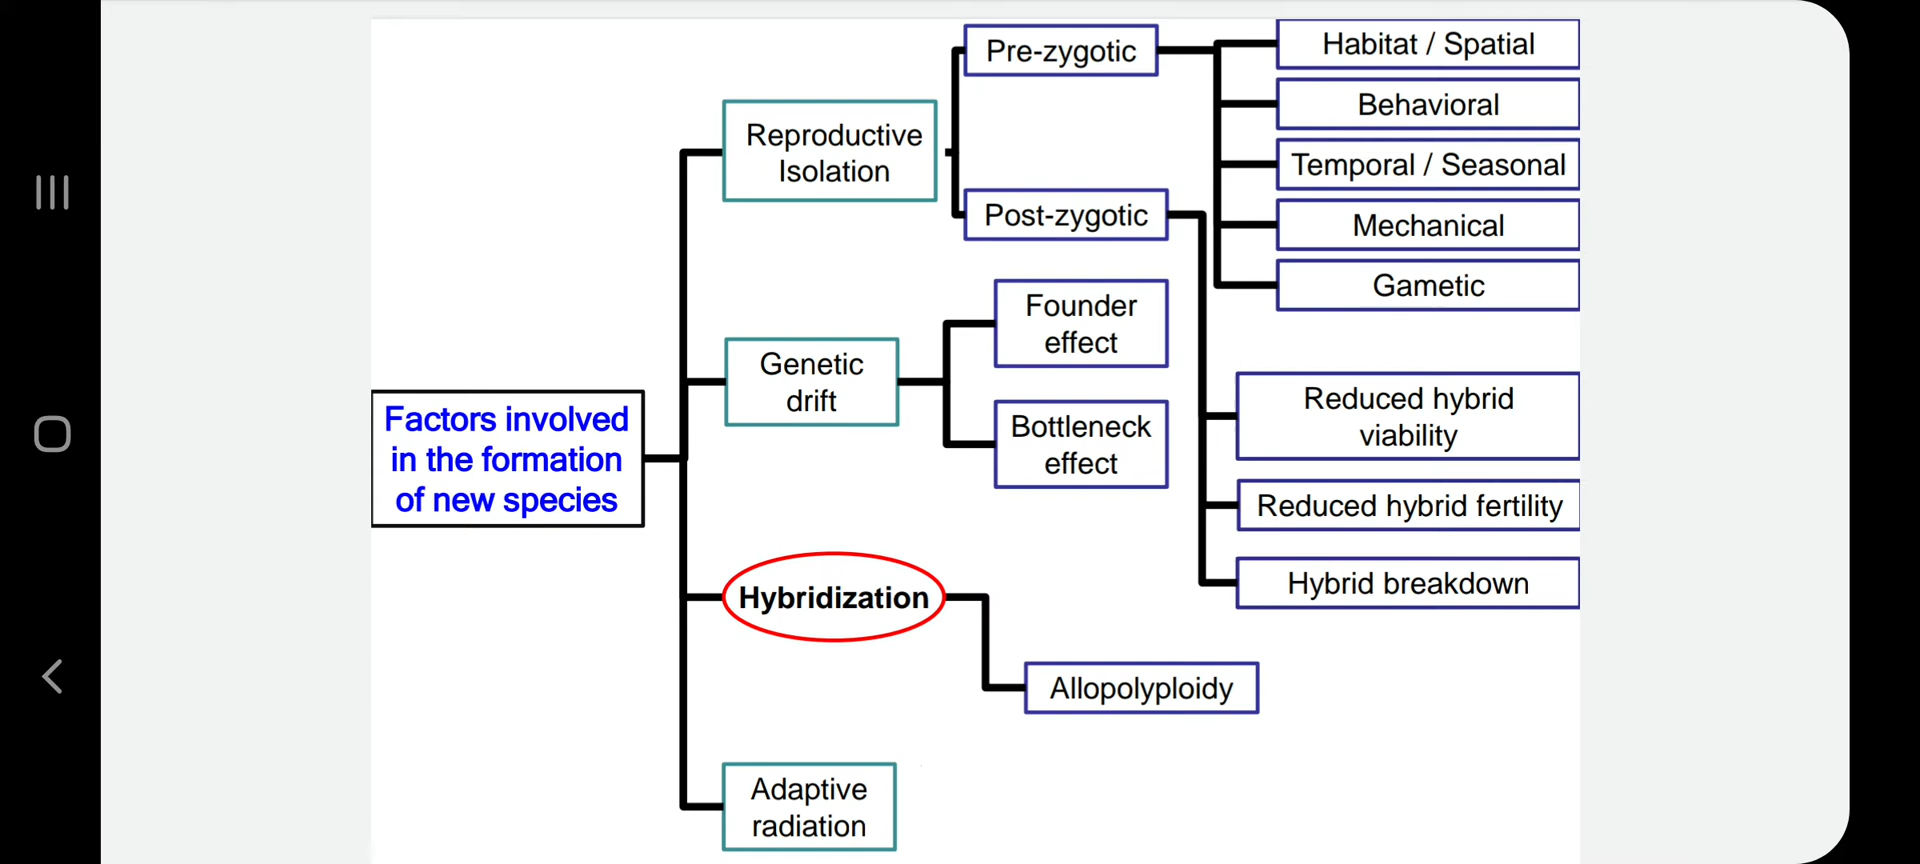 Factors involved
in the formation
of new species
Reproductive
Isolation
Pre-zygotic
Habitat / Spatial
Behavioral
Temporal / Seasonal
Mechanical
Gametic
Post-zygotic
Reduced hybrid
viability
Reduced hybrid fertility
Hybrid breakdown
Genetic
drift
Founder
effect
Bottleneck
effect
Hybridization
Allopolyploidy
Adaptive
radiation